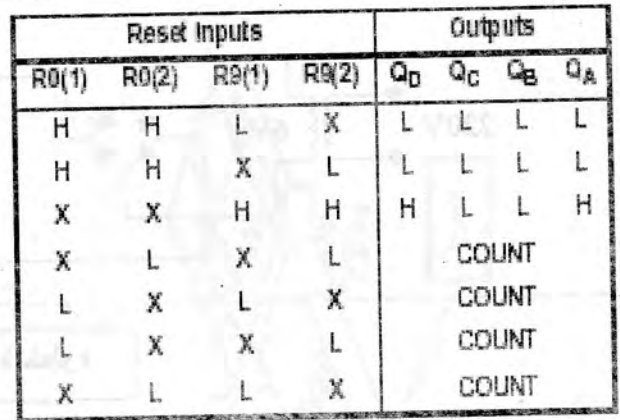 Reset Inputs Outputs
R0(1) R0(2) R9(1) R9(2) QD QC QB QA
H H L X L L L L
H H X L L L L L
X X H H H L L H
X L X L COUNT
L X L X COUNT
L X X L COUNT
X L L X COUNT